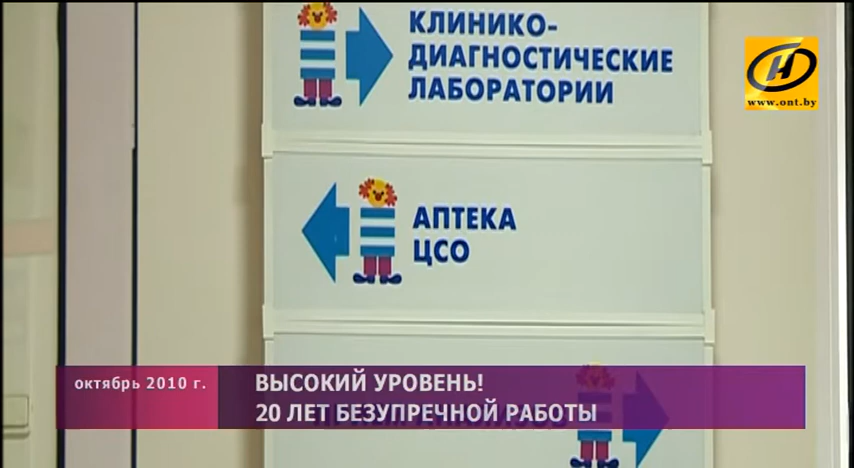 КЛИНИКО-
ДИАГНОСТИЧЕСКИЕ
ЛАБОРАТОРИИ
www.ont.by
АПТЕКА
ЦСО
октябрь 2010 г.
ВЫСОКИЙ УРОВЕНЬ!
20 ЛЕТ БЕЗУПРЕЧНОЙ РАБОТЫ